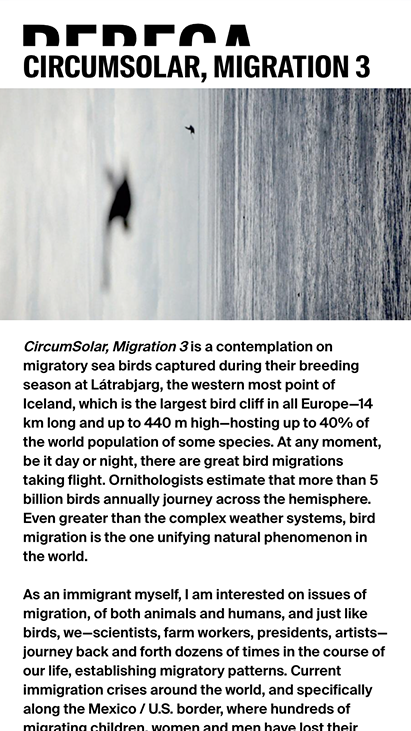 CIRCUMSOLAR, MIGRATION 3
CircumSolar, Migration 3 is a contemplation on
migratory sea birds captured during their breeding
season at Látrabjarg, the western most point of
Iceland, which is the largest bird cliff in all Europe—14
km long and up to 440 m high—hosting up to 40% of
the world population of some species. At any moment,
be it day or night, there are great bird migrations
taking flight. Ornithologists estimate that more than 5
billion birds annually journey across the hemisphere.
Even greater than the complex weather systems, bird
migration is the one unifying natural phenomenon in
the world.
As an immigrant myself, I am interested on issues of
migration, of both animals and humans, and just like
birds, we—scientists, farm workers, presidents, artists—
journey back and forth dozens of times in the course of
our life, establishing migratory patterns. Current
immigration crises around the world, and specifically
along the Mexico / U.S. border, where hundreds of
migrating children, women and men have lost their